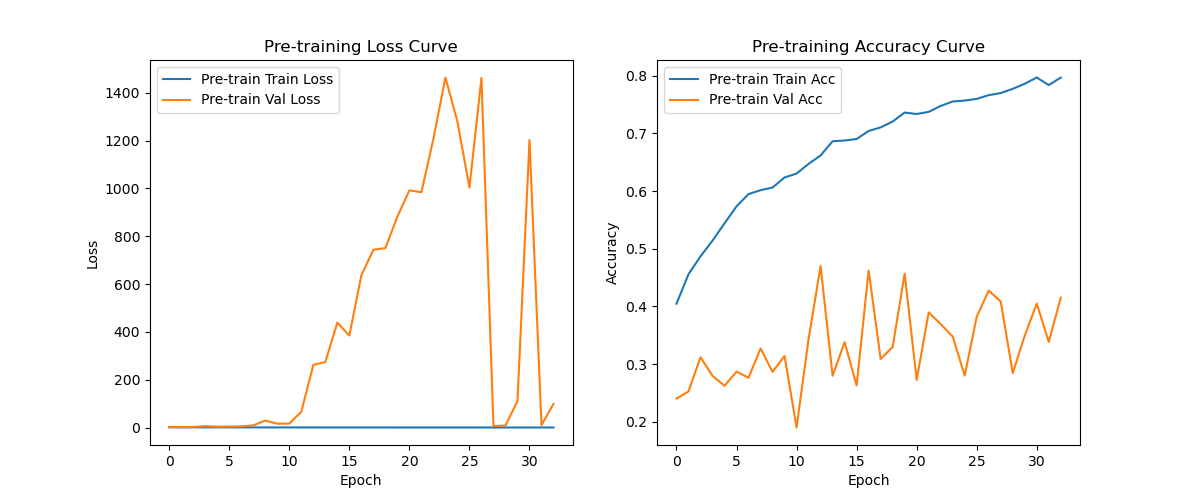 Pre-training Loss Curve
Pre-train Train Loss
Pre-train Val Loss
1400
1200
1000
800
600
400
200
0
Loss
0 5 10 15 20 25 30
Epoch
Pre-training Accuracy Curve
Pre-train Train Acc
Pre-train Val Acc
0.8
0.7
0.6
0.5
0.4
0.3
0.2
Accuracy
0 5 10 15 20 25 30
Epoch